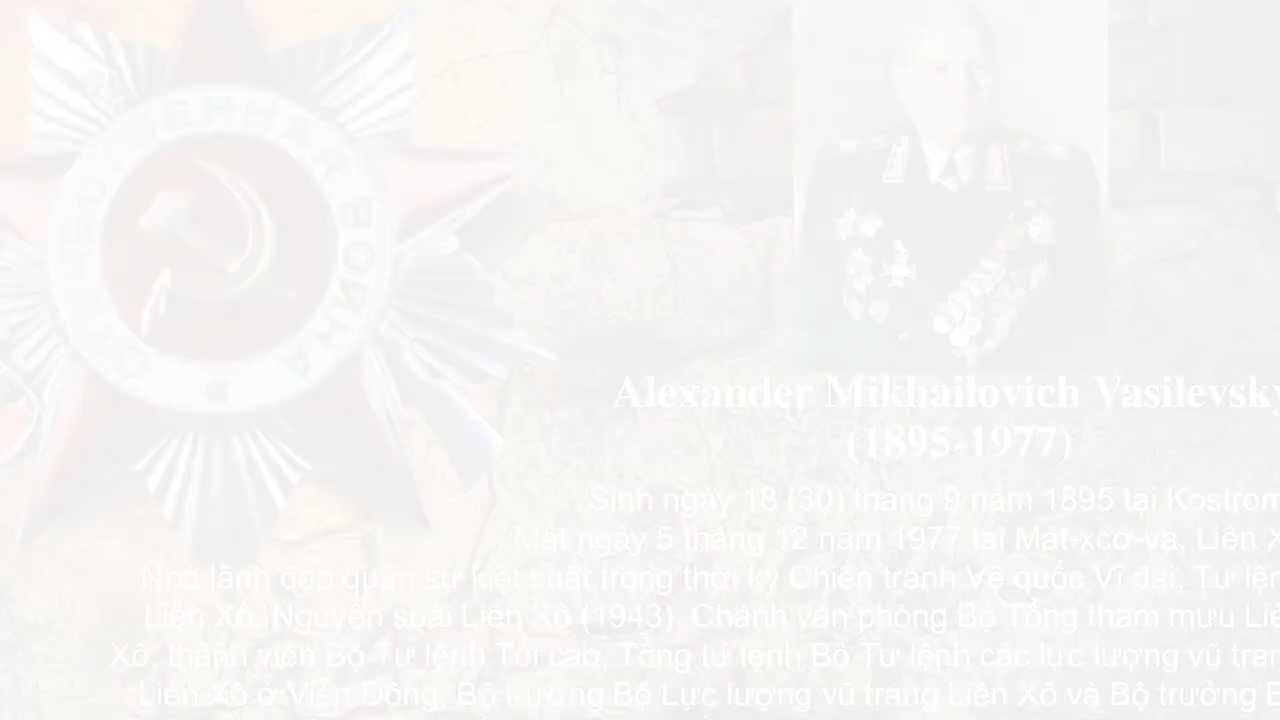 ОТЕЧЕСТВЕННАЯ ВОЙНА
Alexander Mikhailovich Vasilevsky
(1895-1977)
Sinh ngày 18 (30) tháng 9 năm 1895 tại Kostrom
Mất ngày 5 tháng 12 năm 1977 tại Mát-xcơ-va, Liên X
Nhà lãnh đạo quân sự kiệt xuất trong thời kỳ Chiến tranh Vệ quốc Vĩ đại, Tư lện
Liên Xô, Nguyên soái Liên Xô (1943), Chánh văn phòng Bộ Tổng tham mưu Liê
Xô, thành viên Bộ Tư lệnh Tối cao, Tổng tư lệnh Bộ Tư lệnh các lực lượng vũ tran
Liên Xô ở Viễn Đông, Bộ trưởng Bộ Lực lượng vũ trang Liên Xô và Bộ trưởng B